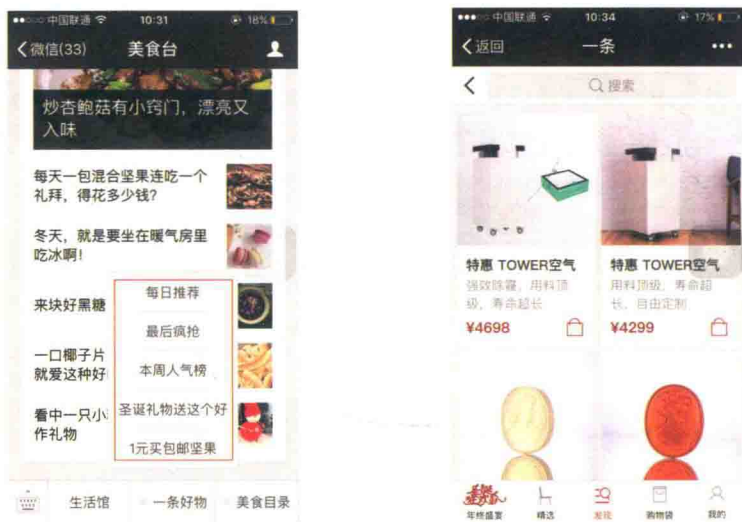 中国联通
10:31
18%
微信(33)
美食台
炒杏鲍菇有小窍门，漂亮又
入味
每天一包混合坚果连吃一个
礼拜，得花多少钱？
冬天，就是要坐在暖气房里
吃冰啊！
来块好黑糖
一口椰子片
就爱这种好
看中一只小
作礼物
每日推荐
最后疯抢
本周人气榜
圣诞礼物送这个好
1元买包邮坚果
生活馆
一条好物
美食目录
中国联通
10:34
17%
返回
一条
搜索
特惠 TOWER空气
强效除霾，用料顶
级，寿命超长
¥4698
特惠 TOWER空气
用料顶级，寿命超
长，自由定制
¥4299
年终盛宴
精选
发现
购物袋
我的